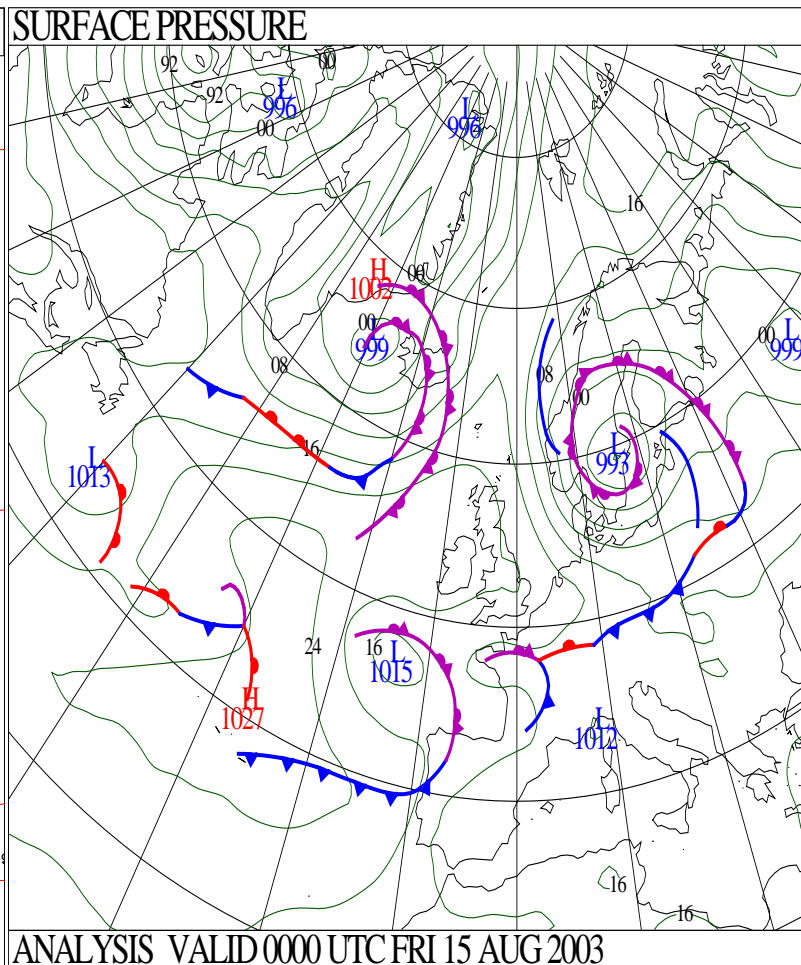 SURFACE PRESSURE
92
00
92
L
996
L
996
00
16
H
1002
00
00
L
999
00
L
999
08
08
00
16
L
993
L
1013
24
16
L
1015
H
1027
L
1012
16
16
ANALYSIS VALID 0000 UTC FRI 15 AUG 2003